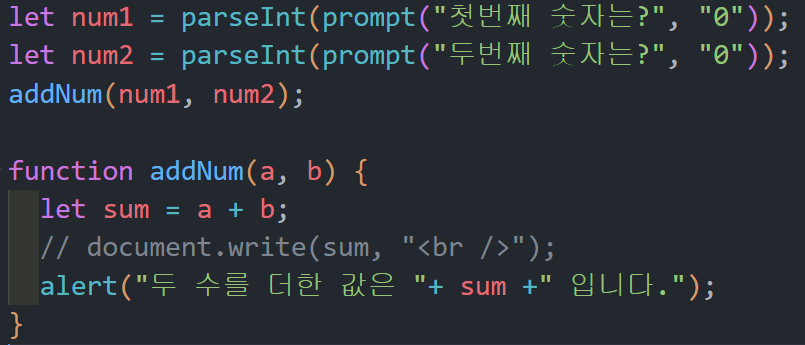 let num1 = parseInt(prompt("첫번째 숫자는?", "0"));
let num2 = parseInt(prompt("두번째 숫자는?", "0"));
addNum(num1, num2);

function addNum(a, b) {
  let sum = a + b;
  // document.write(sum, "<br />");
  alert("두 수를 더한 값은 "+ sum +" 입니다.");
}